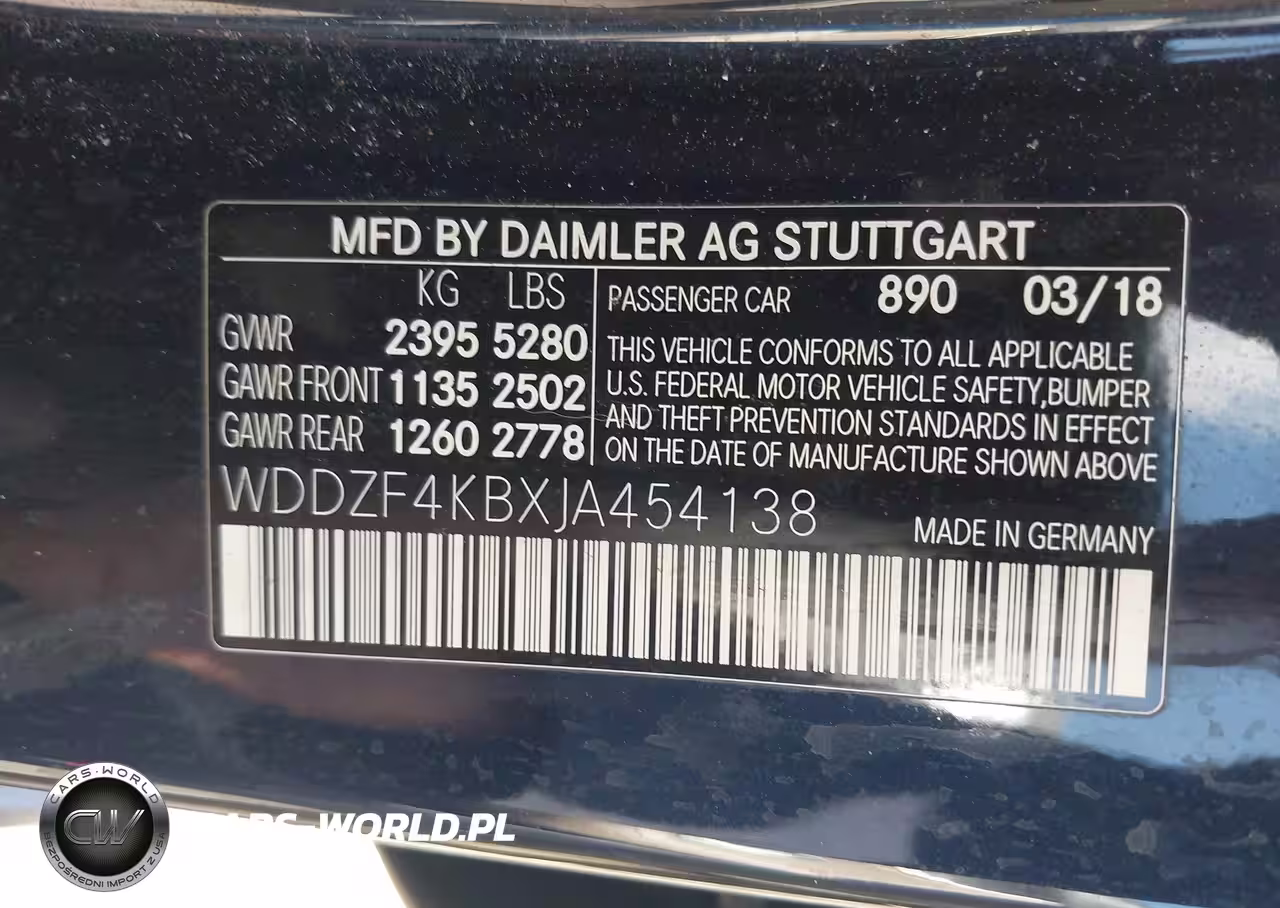 MFD BY DAIMLER AG STUTTGART
KG LBS
GVWR 2395 5280
GAWR FRONT 1135 2502
GAWR REAR 1260 2778
PASSENGER CAR 890 03/18
THIS VEHICLE CONFORMS TO ALL APPLICABLE
U.S. FEDERAL MOTOR VEHICLE SAFETY,BUMPER
AND THEFT PREVENTION STANDARDS IN EFFECT
ON THE DATE OF MANUFACTURE SHOWN ABOVE
WDDZF4KBXJA454138
MADE IN GERMANY
CARS-WORLD
CW
BEZPOŚREDNI IMPORT Z USA
CARS-WORLD.PL